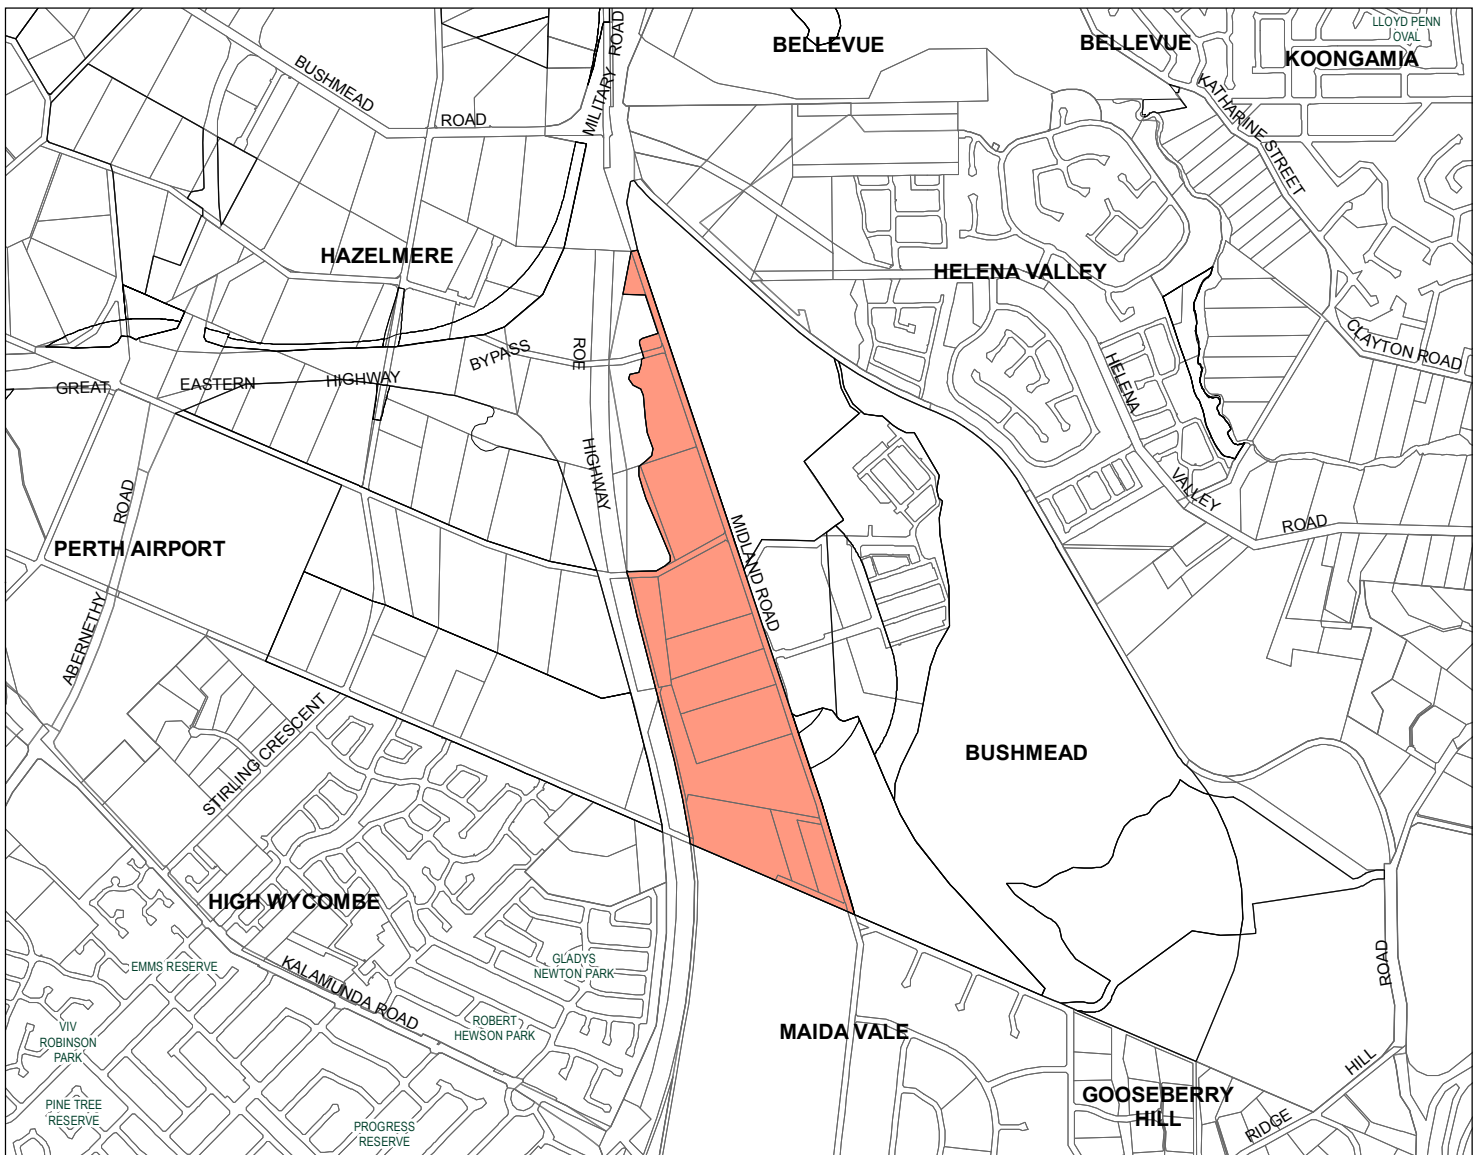 LLOYD PENN
OVAL
BELLEVUE
BELLEVUE
KOONGAMIA
MILITARY ROAD
BUSHMEAD
ROAD
KATHARINE STREET
HAZELMERE
HELENA VALLEY
GREAT
EASTERN
HIGHWAY
BYPASS
ROE
HIGHWAY
CLAYTON ROAD
HELENA
VALLEY
ROAD
ROAD
ABERNETHY
PERTH AIRPORT
MIDLAND ROAD
STIRLING CRESCENT
BUSHMEAD
HIGH WYCOMBE
EMMS RESERVE
KALAMUNDA ROAD
GLADYS
NEWTON PARK
ROBERT
HEWSON PARK
VIV
ROBINSON
PARK
MAIDA VALE
ROAD
HILL
RIDGE
GOOSEBERRY
HILL
PINE TREE
RESERVE
PROGRESS
RESERVE